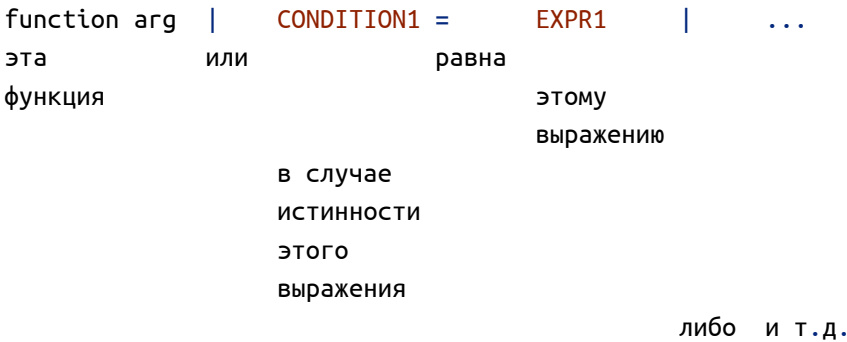 function arg | CONDITION1 = EXPR1 | ...
эта или равна
функция этому
выражению
в случае
истинности
этого
выражения
либо и т.д.